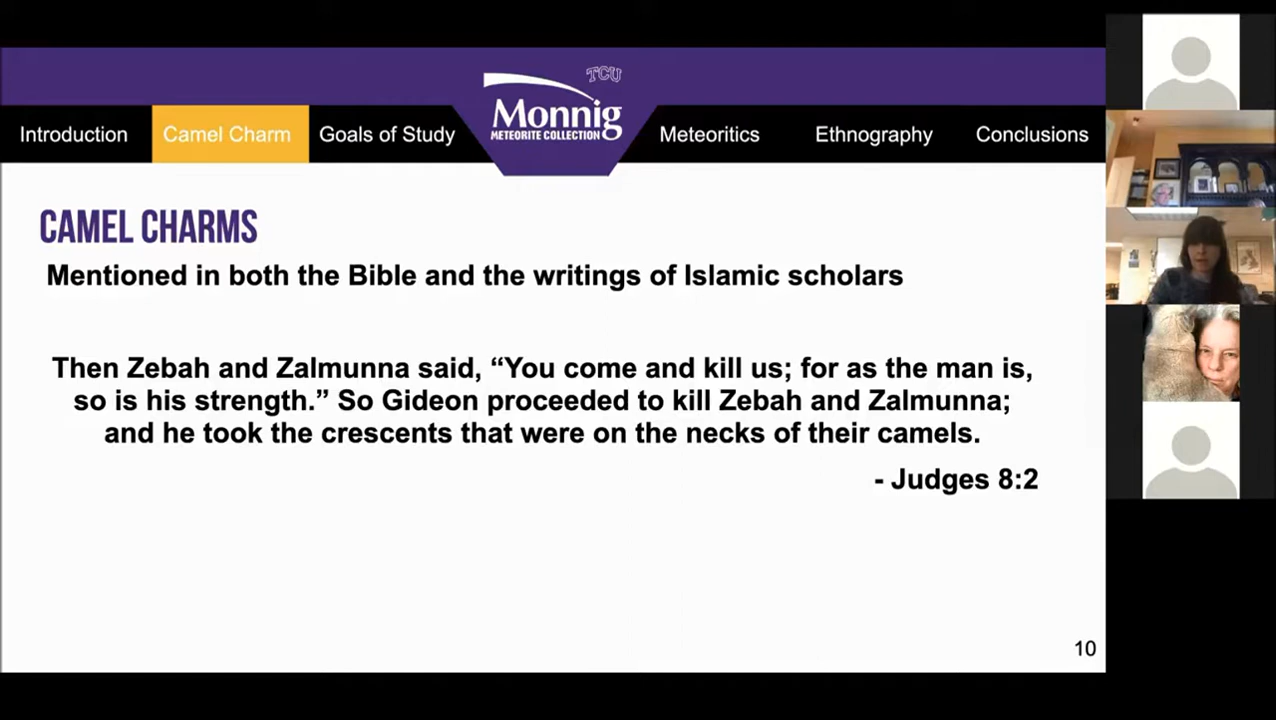 TCU
Monnig
METEORITE COLLECTION
Introduction Camel Charm Goals of Study Meteoritics Ethnography Conclusions
CAMEL CHARMS
Mentioned in both the Bible and the writings of Islamic scholars
Then Zebah and Zalmunna said, “You come and kill us; for as the man is,
so is his strength.” So Gideon proceeded to kill Zebah and Zalmunna;
and he took the crescents that were on the necks of their camels.
- Judges 8:2
10